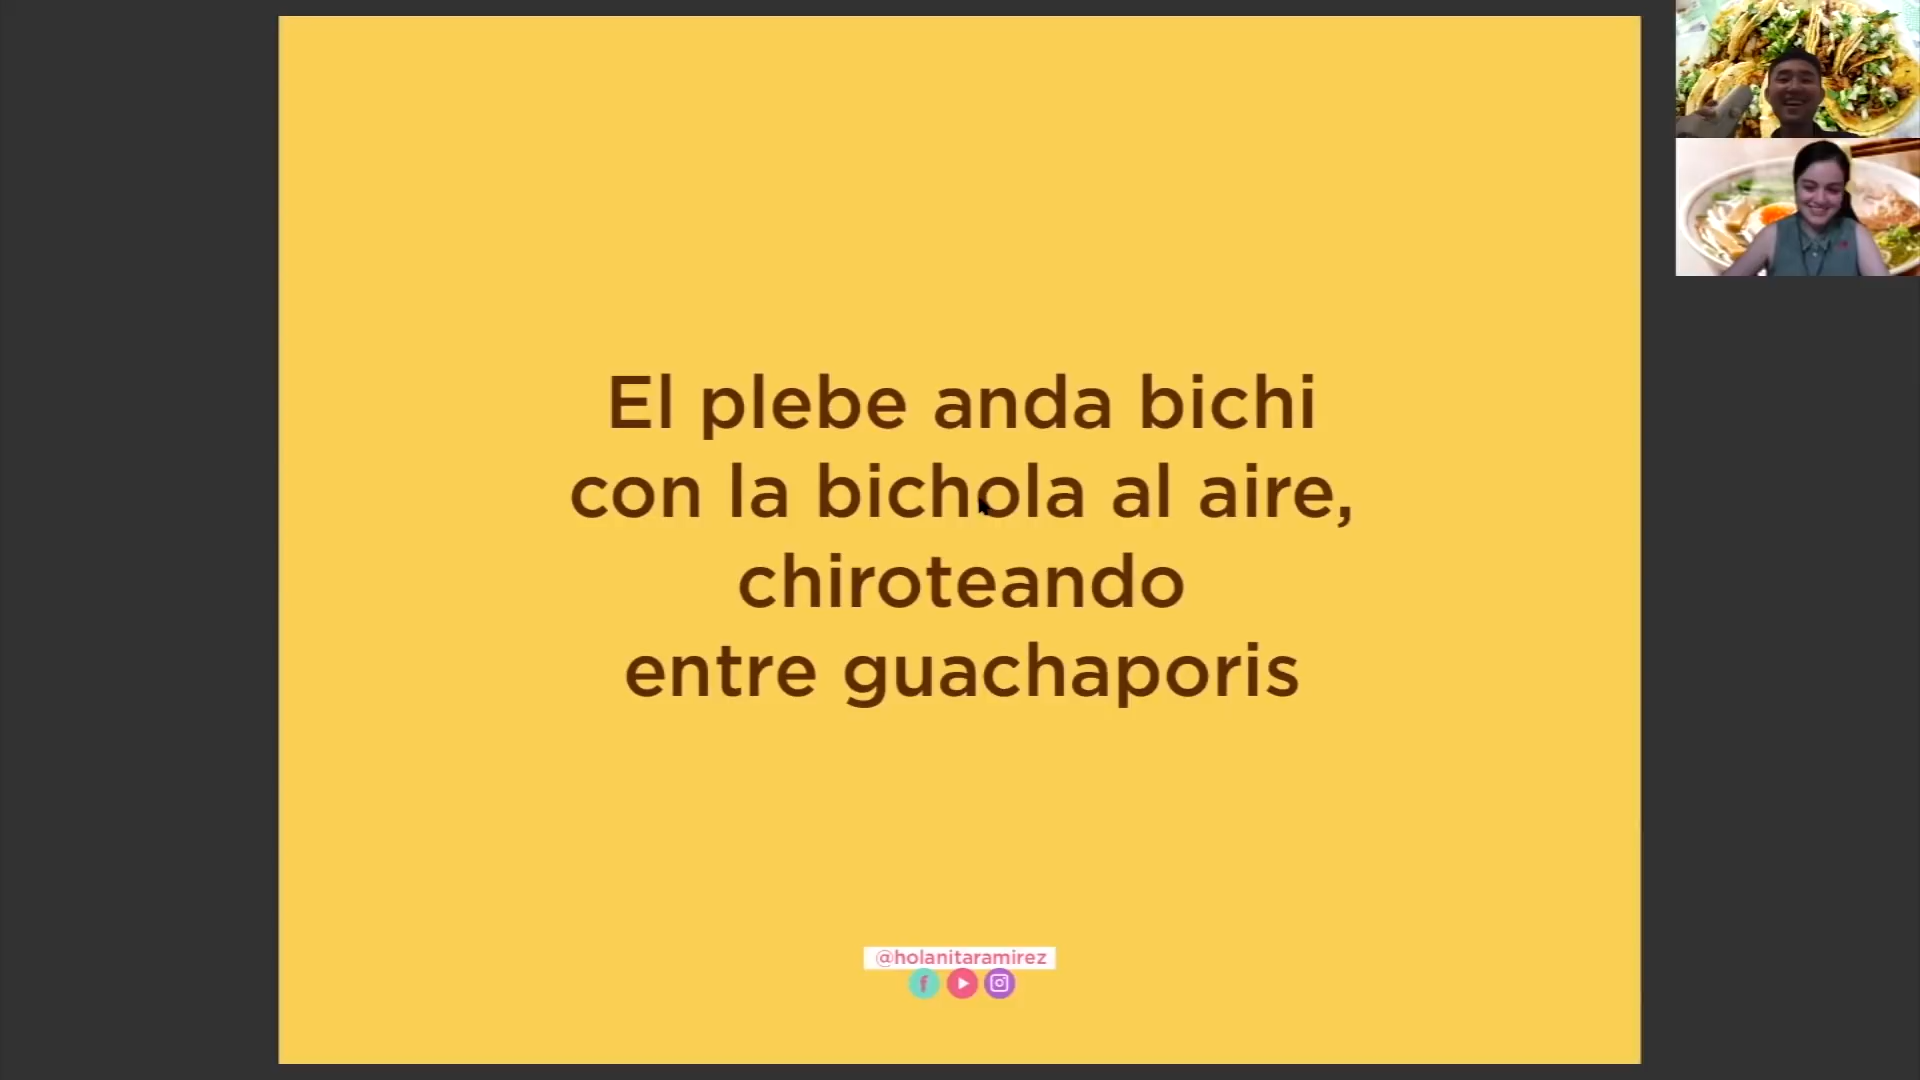 El plebe anda bichi
con la bichola al aire,
chiroteando
entre guachaporis
@holanitaramirez
f